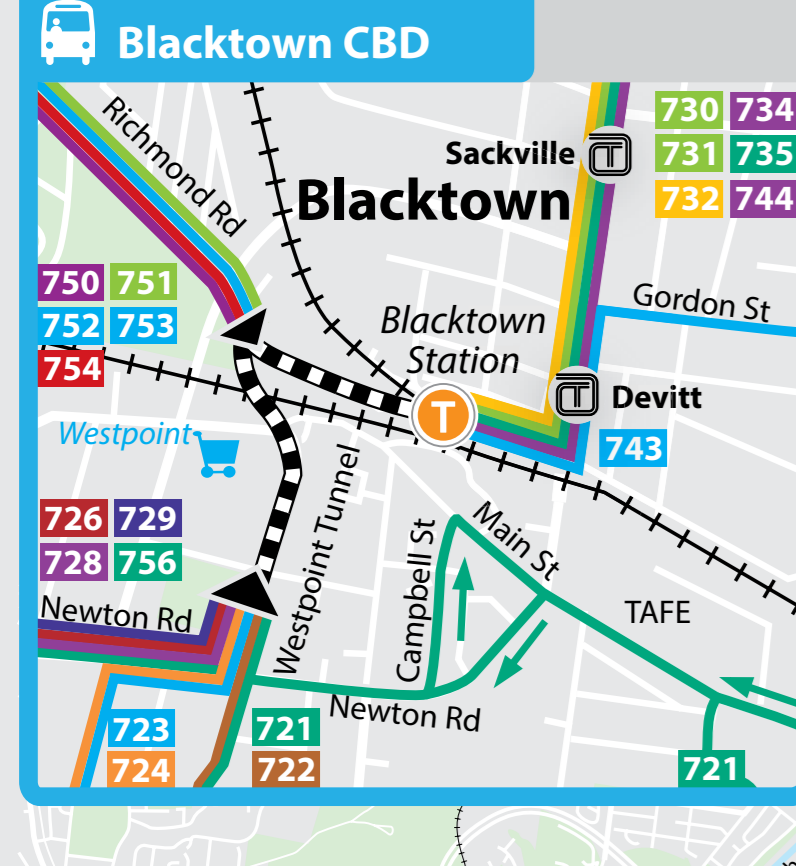 Blacktown CBD
Richmond Rd
730 734
731 735
732 744
Sackville T
Blacktown
750 751
752 753
754
Gordon St
Blacktown
Station
T
T Devitt
743
Westpoint
726 729
728 756
Newton Rd
Westpoint Tunnel
Campbell St
Main St
TAFE
Newton Rd
723
724
721
722
721